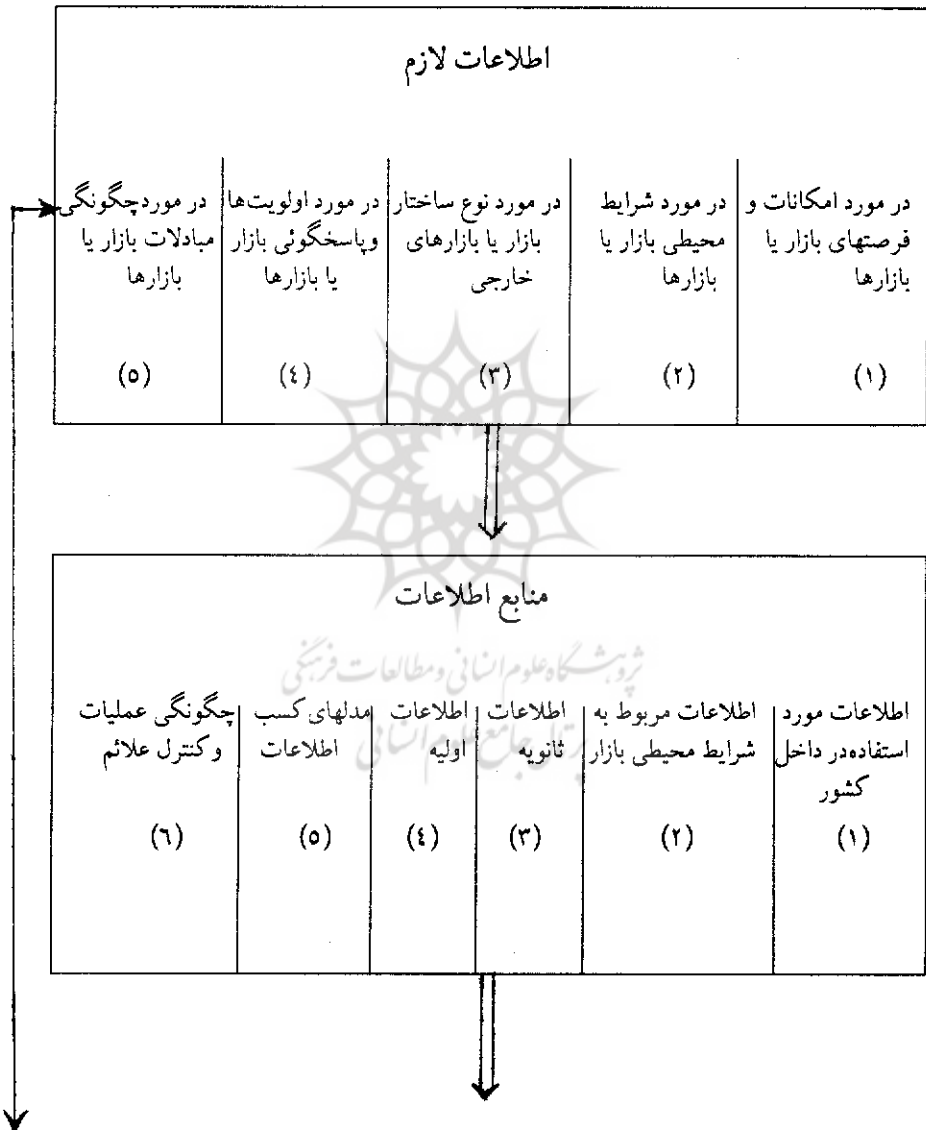 اطلاعات لازم
در مورد امکانات و
فرصتهای بازار یا
بازارها
(۱)
در مورد شرایط
محیطی بازار یا
بازارها
(۲)
در مورد نوع ساختار
بازار یا بازارهای
خارجی
(۳)
در مورد اولویت‌ها
وپاسخگوئی بازار
یا بازارها
(٤)
در موردچگونگی
مبادلات بازار یا
بازارها
(٥)
منابع اطلاعات
اطلاعات مورد
استفاده‌در داخل
کشور
(۱)
اطلاعات مربوط به
شرایط محیطی بازار
(۲)
اطلاعات
ثانویه
(۳)
اطلاعات
اولیه
(٤)
مدلهای کسب
اطلاعات
(٥)
چگونگی عملیات
وکنترل علائم
(٦)
پژوهشگاه علوم انسانی و مطالعات فرهنگی
پرتال جامع علوم انسانی